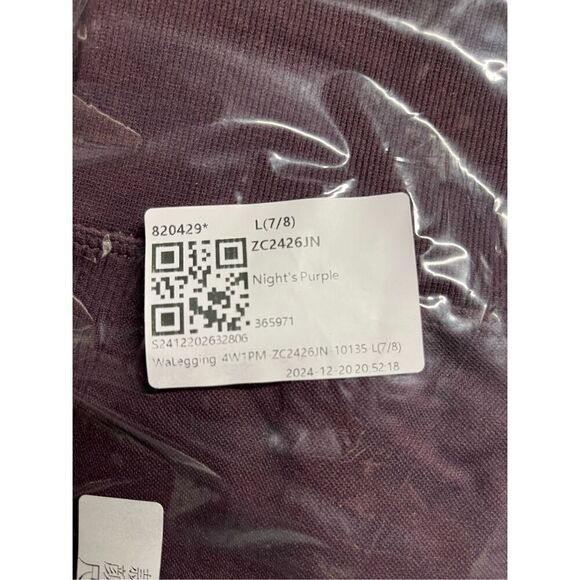 820429* L(7/8)
ZC2426JN
Night's Purple
365971
S2412202632806
WaLegging-4W1PM-ZC2426JN-10135-L(7/8)
2024-12-20 20:52:18